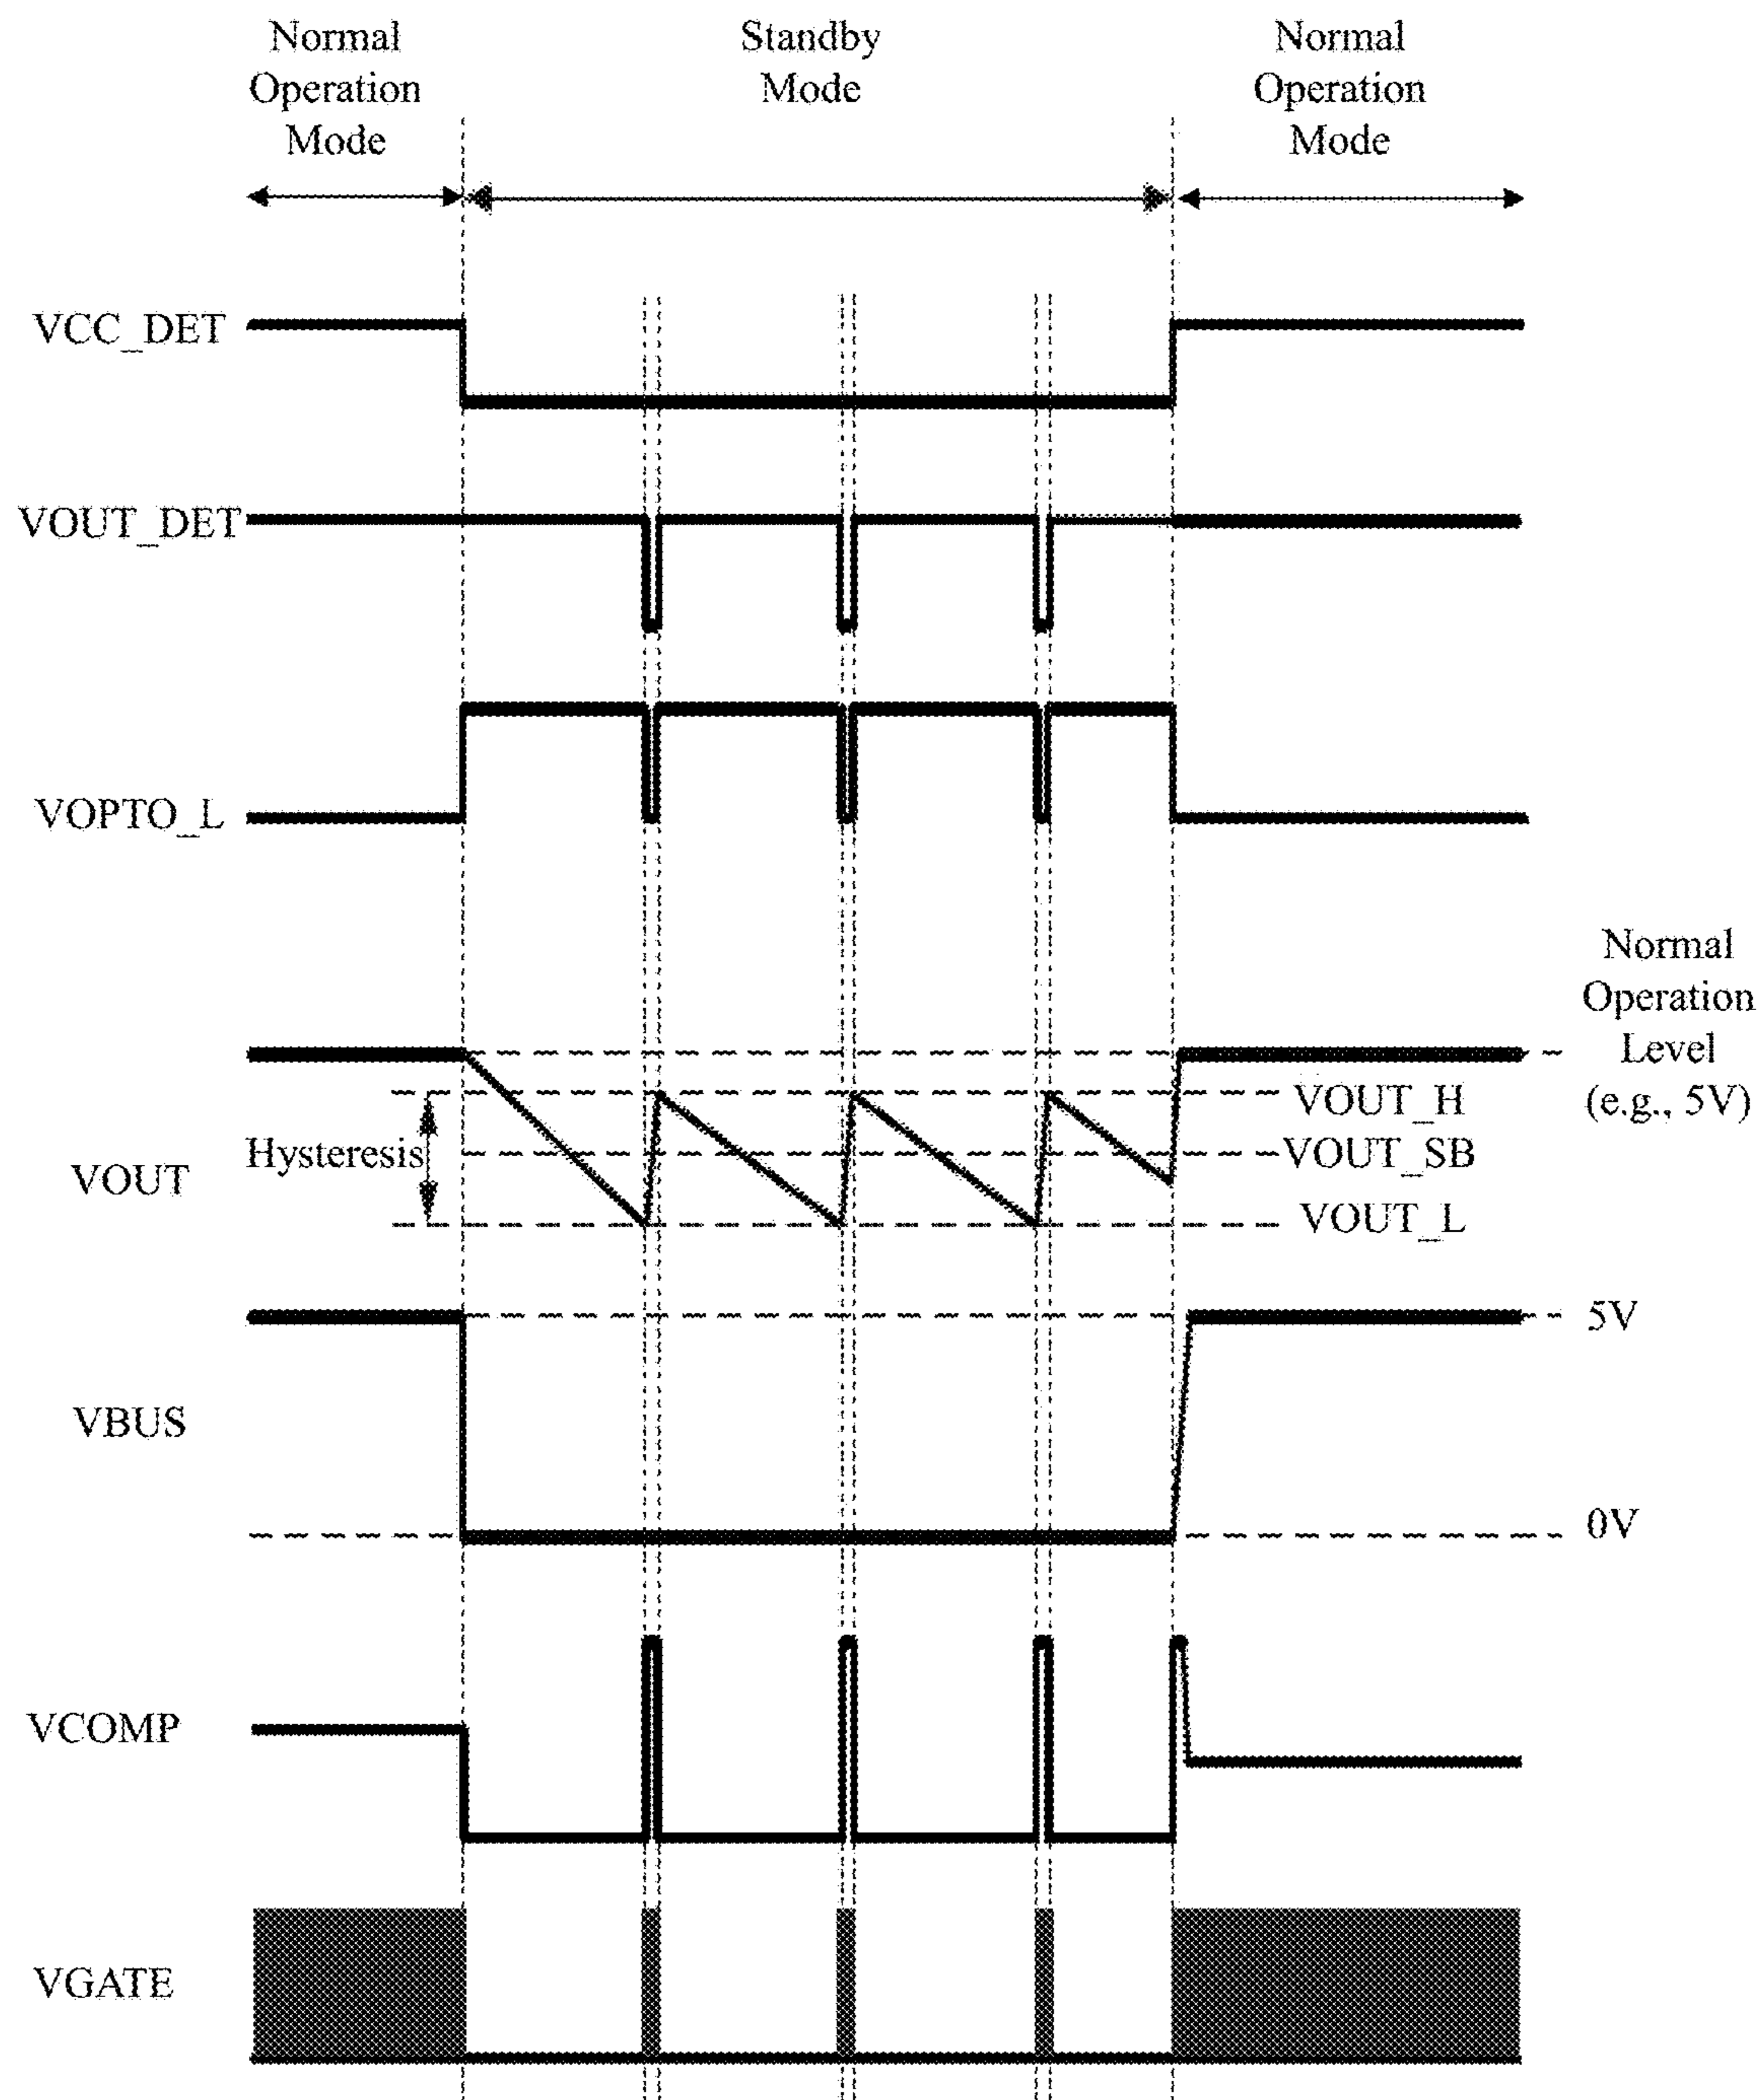 Normal
Operation
Mode
Standby
Mode
Normal
Operation
Mode
VCC_DET
VOUT_DET
VOPTO_L
Normal
Operation
Level
(e.g., 5V)
VOUT_H
Hysteresis
VOUT_SB
VOUT
VOUT_L
5V
VBUS
0V
VCOMP
VGATE